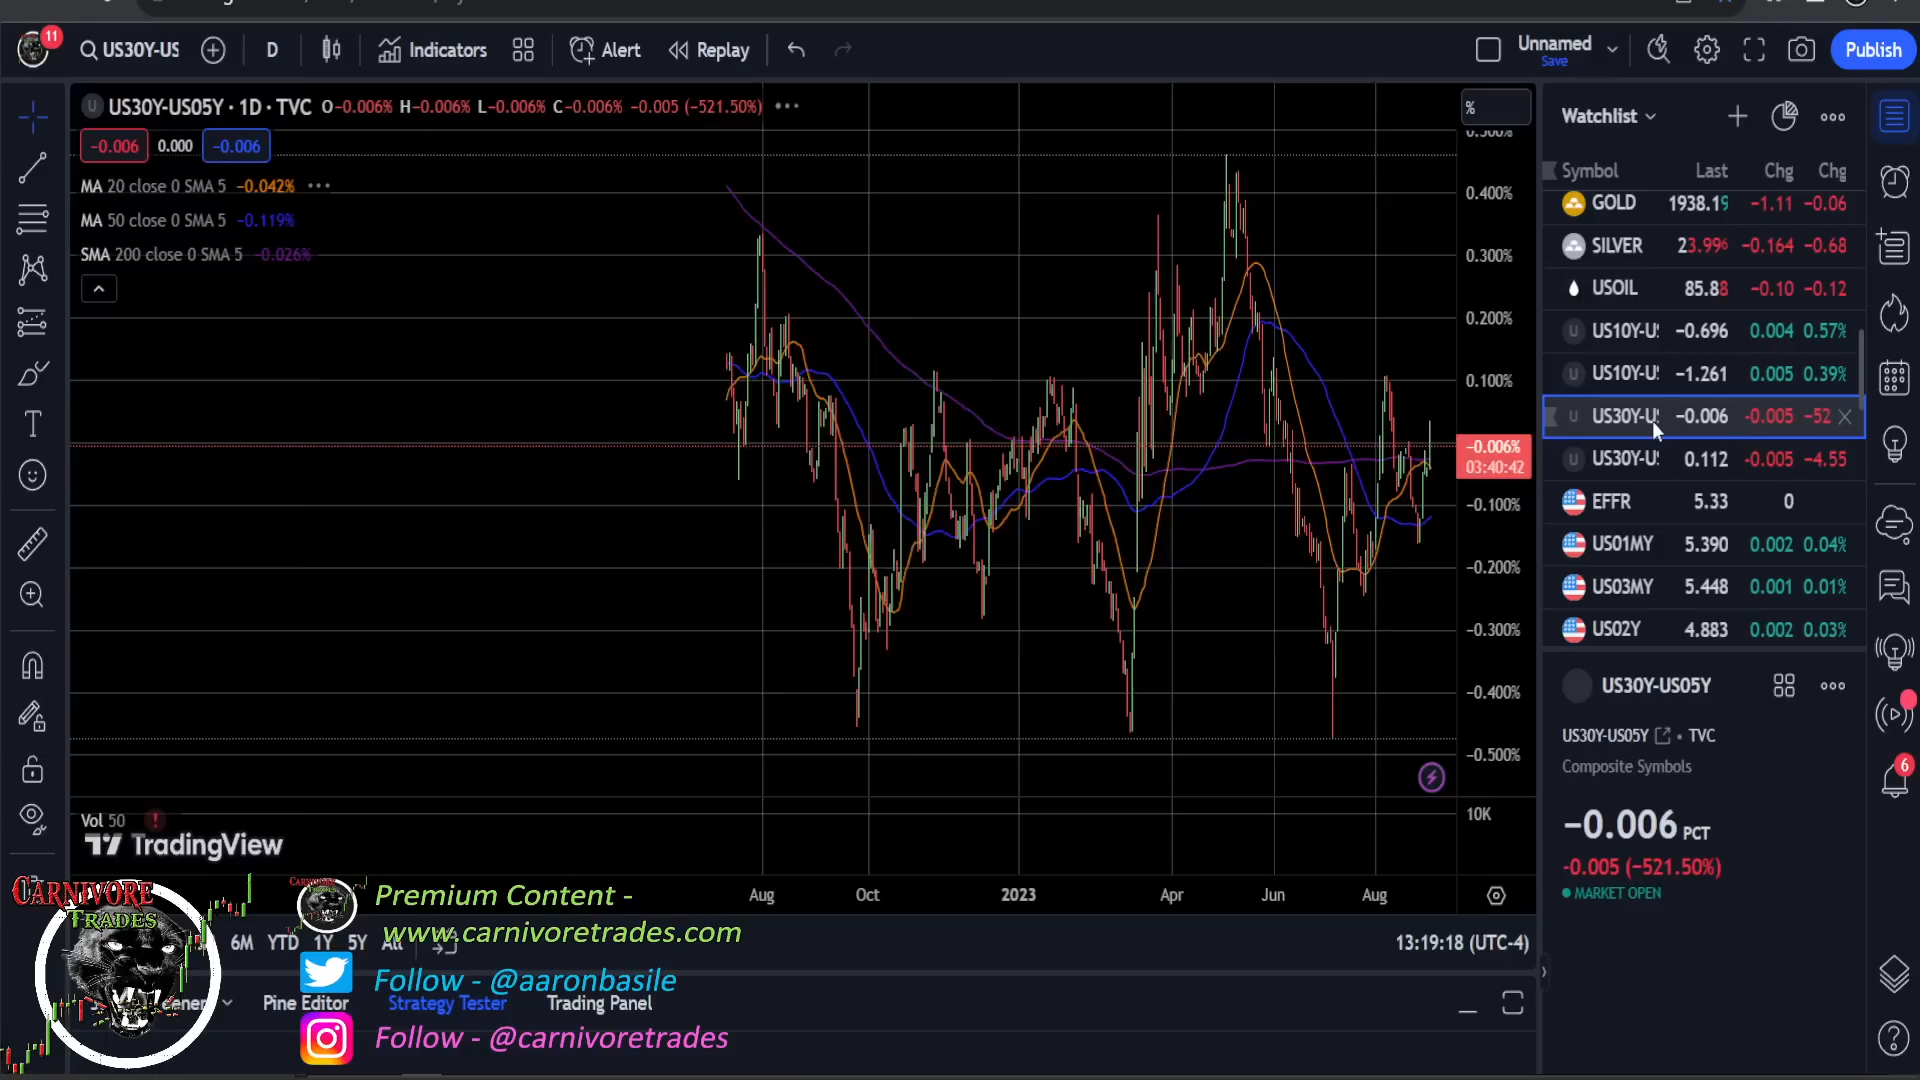 11
US30Y-US
D
Indicators
Alert
Replay
Unnamed
Save
Publish
U US30Y-US05Y · 1D · TVC O-0.006% H-0.006% L-0.006% C-0.006% -0.005 (-521.50%)
-0.006 0.000 -0.006
MA 20 close 0 SMA 5 -0.042%
MA 50 close 0 SMA 5 -0.119%
SMA 200 close 0 SMA 5 -0.026%
%
0.500%
0.400%
0.300%
0.200%
0.100%
-0.006%
03:40:42
-0.100%
-0.200%
-0.300%
-0.400%
-0.500%
10K
Vol 50
TradingView
Aug Oct 2023 Apr Jun Aug
6M YTD 1Y 5Y All
13:19:18 (UTC-4)
Pine Editor Strategy Tester Trading Panel
Watchlist
Symbol Last Chg Chg
GOLD 1938.19 -1.11 -0.06
SILVER 23.996 -0.164 -0.68
USOIL 85.88 -0.10 -0.12
U US10Y-U -0.696 0.004 0.57%
U US10Y-U -1.261 0.005 0.39%
U US30Y-U -0.006 -0.005 -52
U US30Y-U 0.112 -0.005 -4.55
EFFR 5.33 0
US01MY 5.390 0.002 0.04%
US03MY 5.448 0.001 0.01%
US02Y 4.883 0.002 0.03%
US30Y-US05Y
US30Y-US05Y · TVC
Composite Symbols
-0.006 PCT
-0.005 (-521.50%)
MARKET OPEN
6
CARNIVORE
TRADES
Premium Content -
www.carnivoretrades.com
Follow - @aaronbasile
Follow - @carnivoretrades